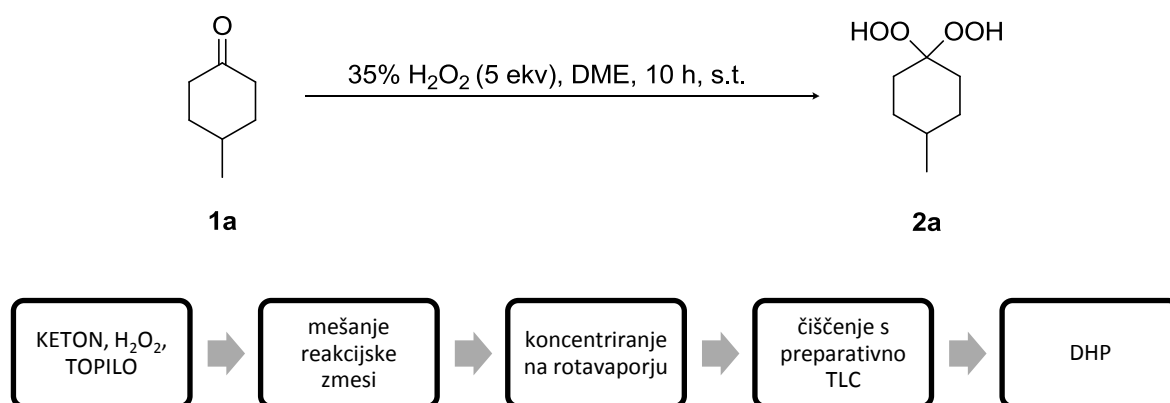 O
HOO OOH
35% H₂O₂ (5 ekv), DME, 10 h, s.t.
1a
2a
KETON, H₂O₂,
TOPILO
mešanje
reakcijske
zmesi
koncentriranje
na rotavaporju
čiščenje s
preparativno
TLC
DHP